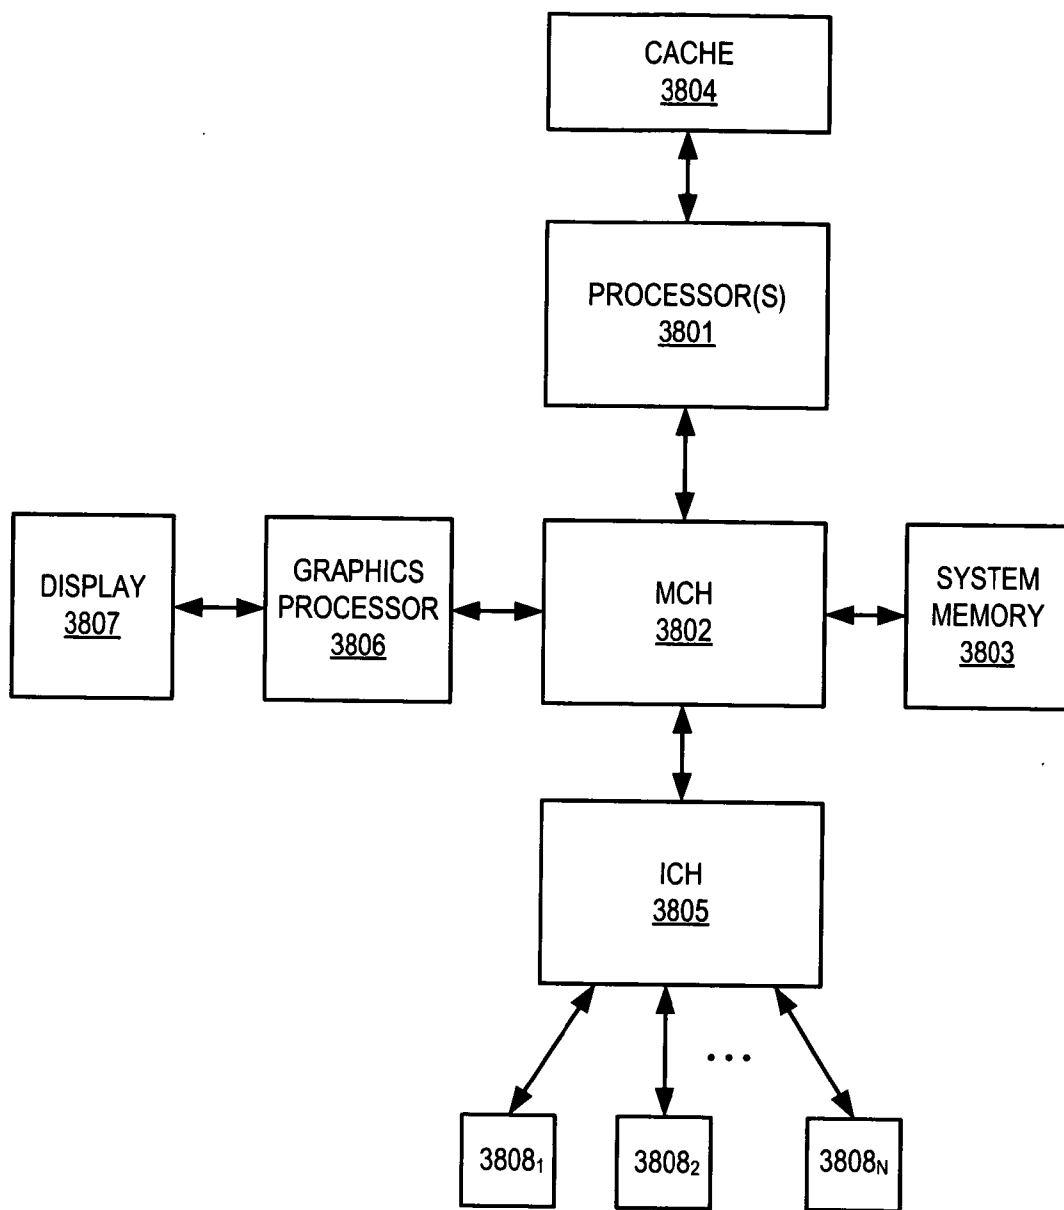 CACHE
3804
PROCESSOR(S)
3801
DISPLAY
3807
GRAPHICS
PROCESSOR
3806
MCH
3802
SYSTEM
MEMORY
3803
ICH
3805
...
3808₁
3808₂
3808N